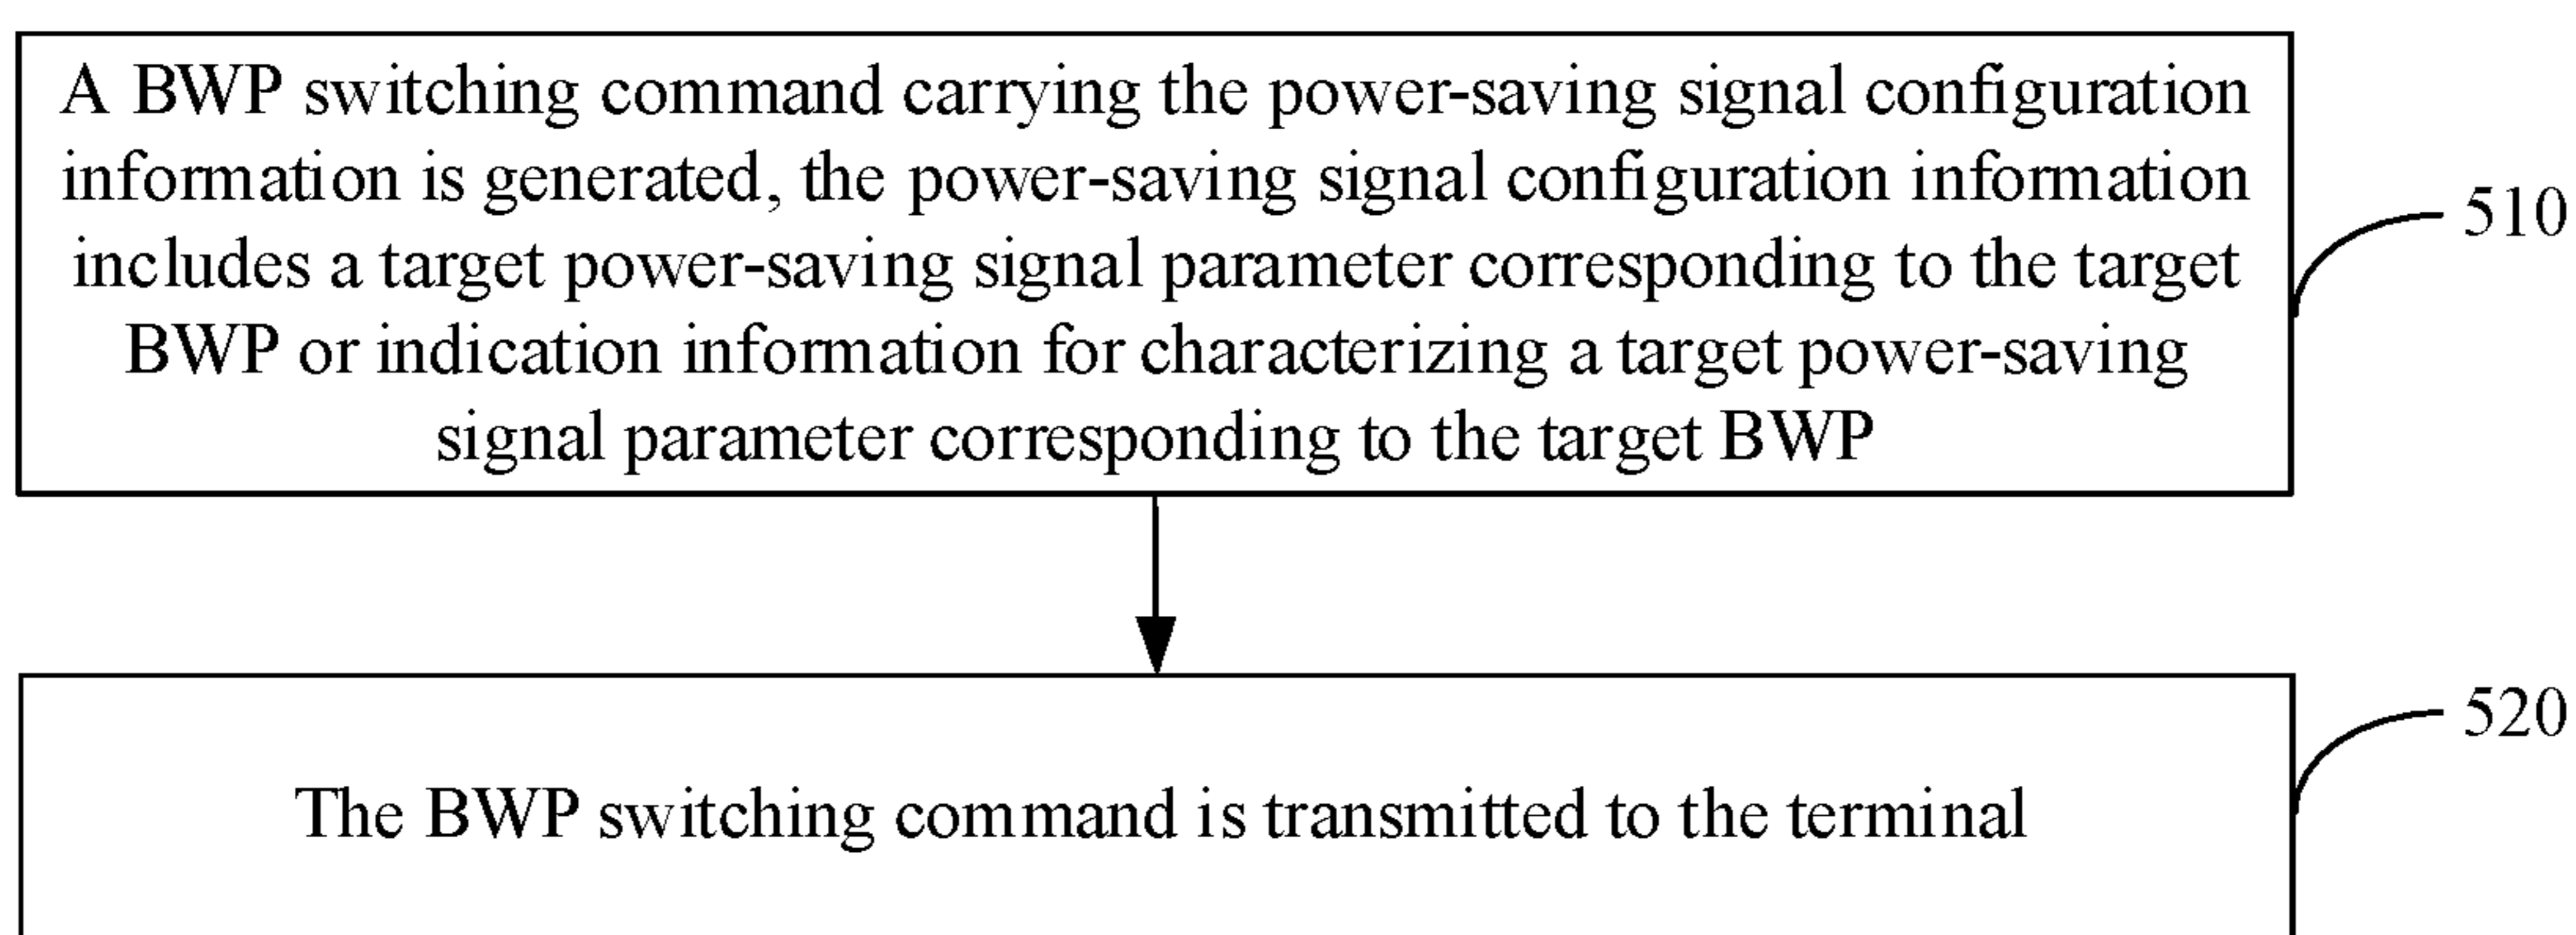 A BWP switching command carrying the power-saving signal configuration
information is generated, the power-saving signal configuration information
includes a target power-saving signal parameter corresponding to the target
BWP or indication information for characterizing a target power-saving
signal parameter corresponding to the target BWP
510
The BWP switching command is transmitted to the terminal
520